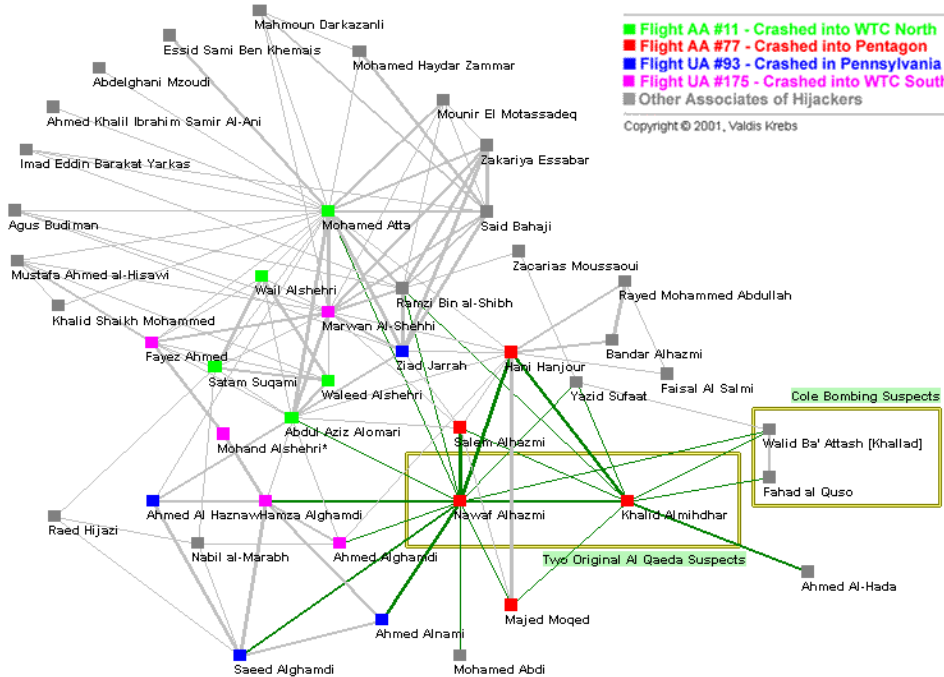 Mahmoun Darkazanli
Flight AA #11 - Crashed into WTC North
Flight AA #77 - Crashed into Pentagon
Flight UA #93 - Crashed in Pennsylvania
Flight UA #175 - Crashed into WTC South
Other Associates of Hijackers
Copyright © 2001, Valdis Krebs
Essid Sami Ben Khemais
Mohamed Haydar Zammar
Abdelghani Mzoudi
Ahmed Khalil Ibrahim Samir Al-Ani
Mounir El Motassadeq
Imad Eddin Barakat Yarkas
Zakariya Essabar
Agus Budiman
Mohamed Atta
Said Bahaji
Mustafa Ahmed al-Hisawi
Zacarias Moussaoui
Wail Alshehri
Ramzi Bin al-Shibh
Rayed Mohammed Abdullah
Khalid Shaikh Mohammed
Marwan Al-Shehhi
Fayez Ahmed
Satam Suqami
Ziad Jarrah
Hani Hanjour
Bandar Alhazmi
Faisal Al Salmi
Waleed Alshehri
Yazid Sufaat
Cole Bombing Suspects
Abdul Aziz Alomari
Salem Alhazmi
Walid Ba' Attash [Khallad]
Mohand Alshehri*
Fahad al Quso
Raed Hijazi
Ahmed Al Haznawi
Hamza Alghamdi
Nawaf Alhazmi
Khalid Almihdhar
Nabil al-Marabh
Ahmed Alghamdi
Two Original Al Qaeda Suspects
Ahmed Al-Hada
Majed Moqed
Ahmed Alnami
Saeed Alghamdi
Mohamed Abdi